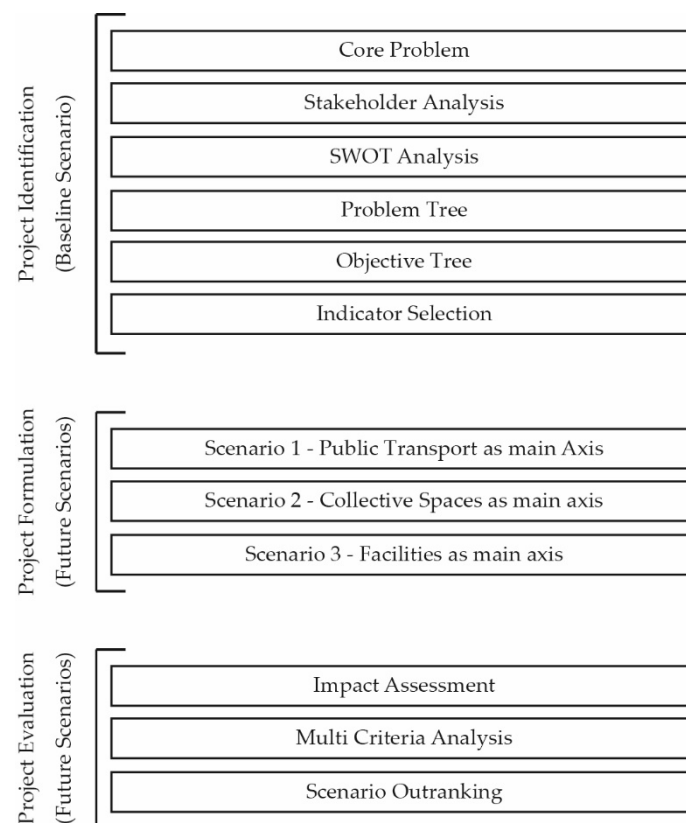 Project Identification
(Baseline Scenario)
Core Problem
Stakeholder Analysis
SWOT Analysis
Problem Tree
Objective Tree
Indicator Selection
Project Formulation
(Future Scenarios)
Scenario 1 - Public Transport as main Axis
Scenario 2 - Collective Spaces as main axis
Scenario 3 - Facilities as main axis
Project Evaluation
(Future Scenarios)
Impact Assessment
Multi Criteria Analysis
Scenario Outranking